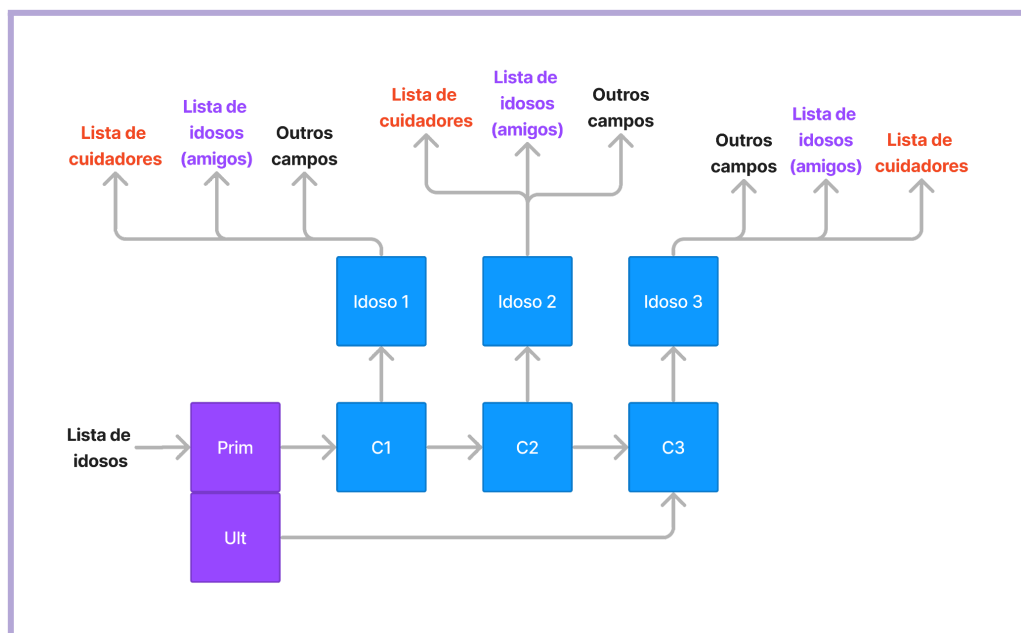 Lista de
cuidadores
Lista de
idosos
(amigos)
Outros
campos
Lista de
cuidadores
Lista de
idosos
(amigos)
Outros
campos
Outros
campos
Lista de
idosos
(amigos)
Lista de
cuidadores
Idoso 1
Idoso 2
Idoso 3
Lista de
idosos
Prim
C1
C2
C3
Ult